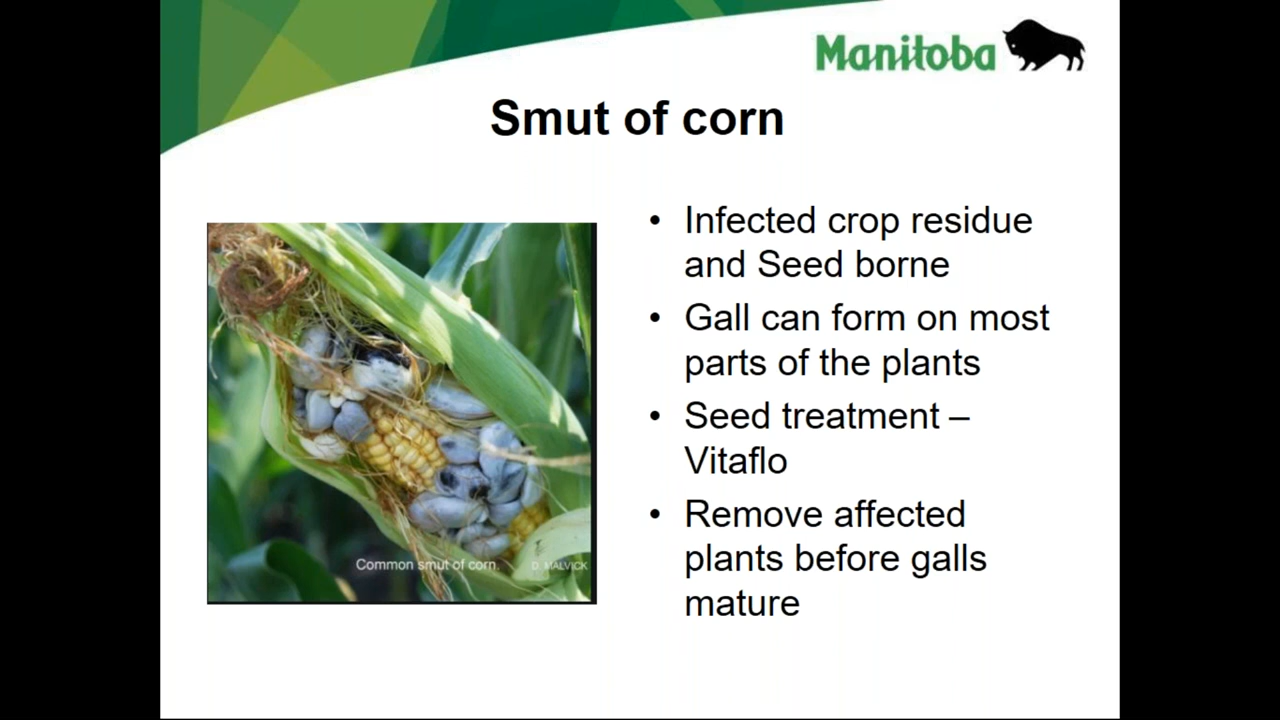 Manitoba
Smut of corn
• Infected crop residue
and Seed borne
• Gall can form on most
parts of the plants
• Seed treatment –
Vitaflo
• Remove affected
plants before galls
mature
Common smut of corn.
D. MALVICK